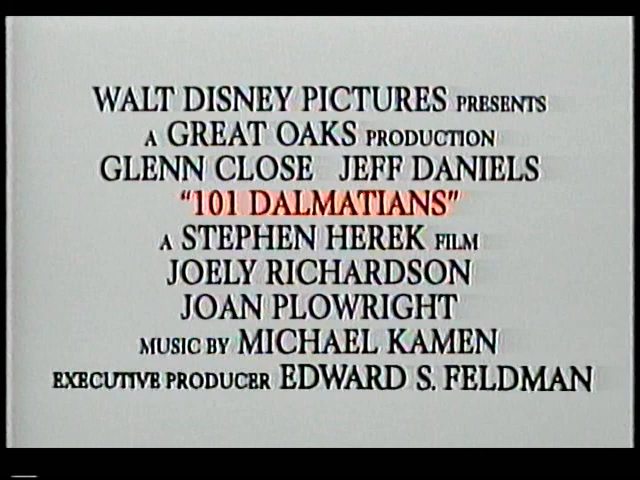 WALT DISNEY PICTURES PRESENTS
A GREAT OAKS PRODUCTION
GLENN CLOSE JEFF DANIELS
"101 DALMATIANS"
A STEPHEN HEREK FILM
JOELY RICHARDSON
JOAN PLOWRIGHT
MUSIC BY MICHAEL KAMEN
EXECUTIVE PRODUCER EDWARD S. FELDMAN